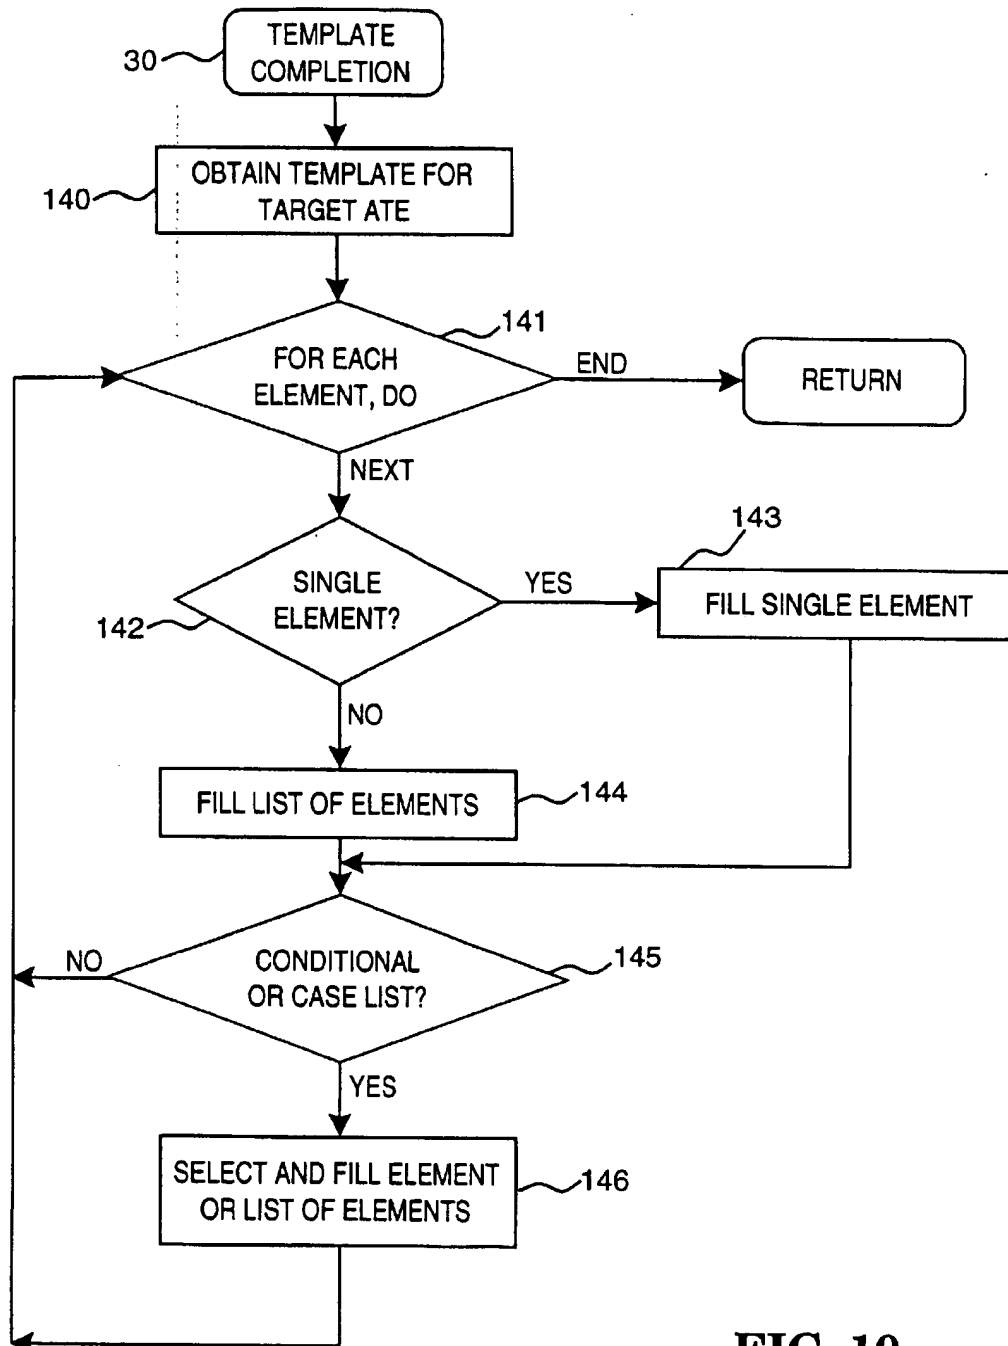 TEMPLATE
COMPLETION
30
OBTAIN TEMPLATE FOR
TARGET ATE
140
141
FOR EACH
ELEMENT, DO
END
RETURN
NEXT
143
SINGLE
ELEMENT?
YES
FILL SINGLE ELEMENT
142
NO
FILL LIST OF ELEMENTS
144
NO
CONDITIONAL
OR CASE LIST?
145
YES
SELECT AND FILL ELEMENT
OR LIST OF ELEMENTS
146
FIG. 10